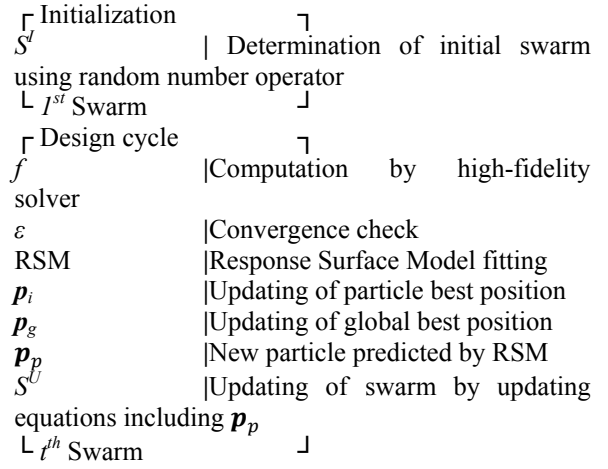 ┌ Initialization ┐
S^I | Determination of initial swarm
using random number operator
└ 1^st Swarm ┘
┌ Design cycle ┐
f |Computation by high-fidelity
solver
ε |Convergence check
RSM |Response Surface Model fitting
p_i |Updating of particle best position
p_g |Updating of global best position
p_p |New particle predicted by RSM
S^U |Updating of swarm by updating
equations including p_p
└ t^th Swarm ┘